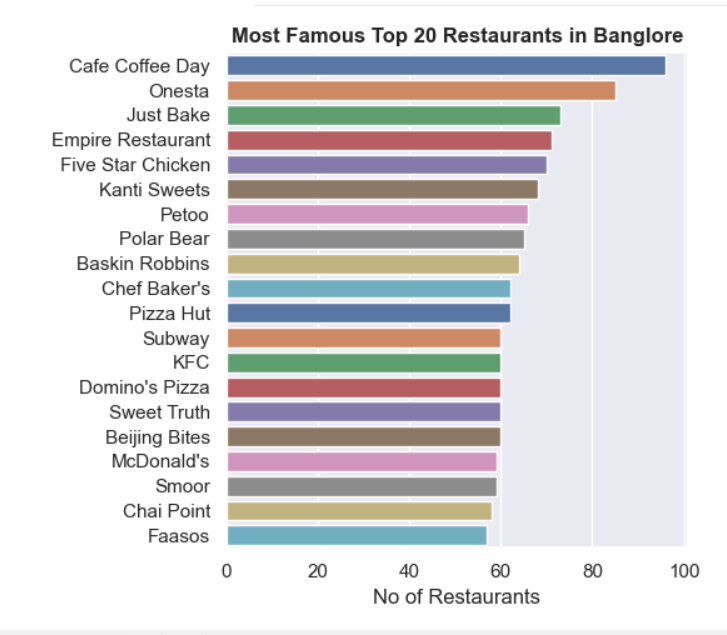 Most Famous Top 20 Restaurants in Banglore
Cafe Coffee Day
Onesta
Just Bake
Empire Restaurant
Five Star Chicken
Kanti Sweets
Petoo
Polar Bear
Baskin Robbins
Chef Baker's
Pizza Hut
Subway
KFC
Domino's Pizza
Sweet Truth
Beijing Bites
McDonald's
Smoor
Chai Point
Faasos
0 20 40 60 80 100
No of Restaurants